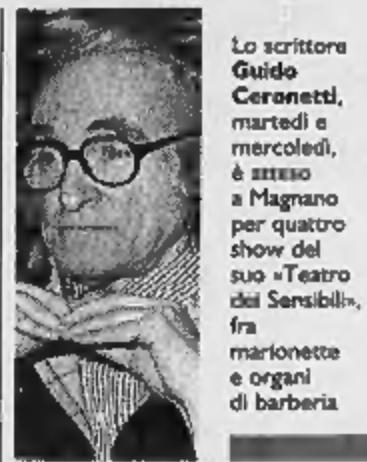 Lo scrittore
Guido
Ceronetti,
martedì e
mercoledì,
è atteso
a Magnano
per quattro
show del
suo «Teatro
dei Sensibili»,
fra
marionette
e organi
di barberia